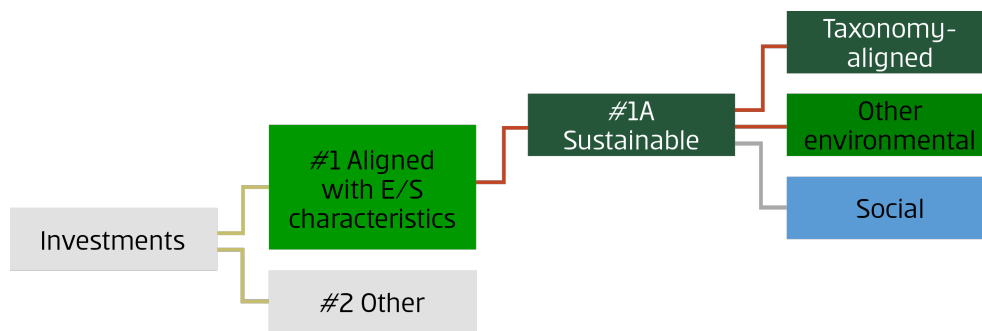 Investments
#1 Aligned
with E/S
characteristics
#2 Other
#1A
Sustainable
Taxonomy-
aligned
Other
environmental
Social